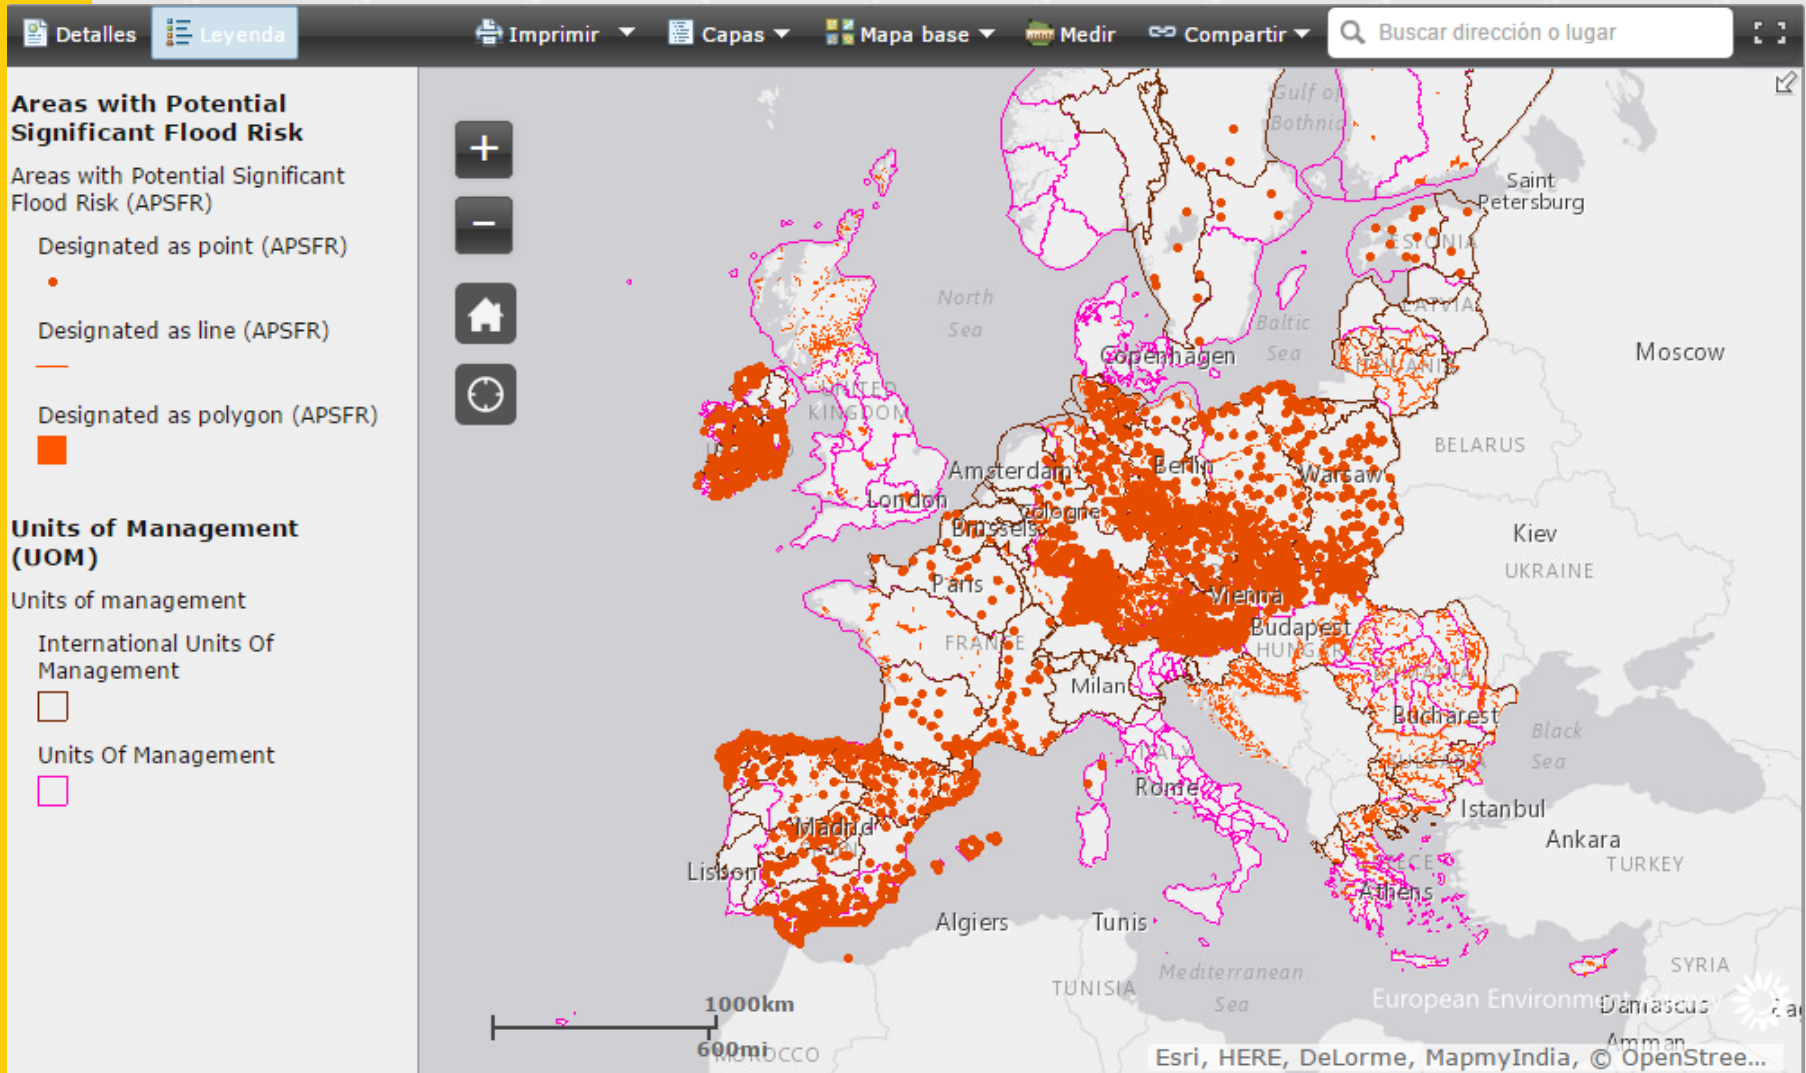 Detalles
Leyenda
Imprimir
Capas
Mapa base
Medir
Compartir
Buscar dirección o lugar
Areas with Potential
Significant Flood Risk
Areas with Potential Significant
Flood Risk (APSFR)
Designated as point (APSFR)
Designated as line (APSFR)
Designated as polygon (APSFR)
Units of Management
(UOM)
Units of management
International Units Of
Management
Units Of Management
Gulf of
Bothnia
Saint
Petersburg
ESTONIA
North
Sea
LATVIA
Baltic
Sea
Moscow
Copenhagen
UNITED
KINGDOM
BELARUS
Amsterdam
Berlin
Warsaw
London
Cologne
Brussels
Kiev
UKRAINE
Paris
Vienna
Budapest
HUNGARY
FRANCE
Milan
Bucharest
Black
Sea
ITALY
Rome
Istanbul
Madrid
Ankara
TURKEY
Lisbon
Athens
Algiers
Tunis
Mediterranean
Sea
TUNISIA
SYRIA
European Environment Agency
Damascus
1000km
600mi
MOROCCO
Amman
Esri, HERE, DeLorme, MapmyIndia, © OpenStree...